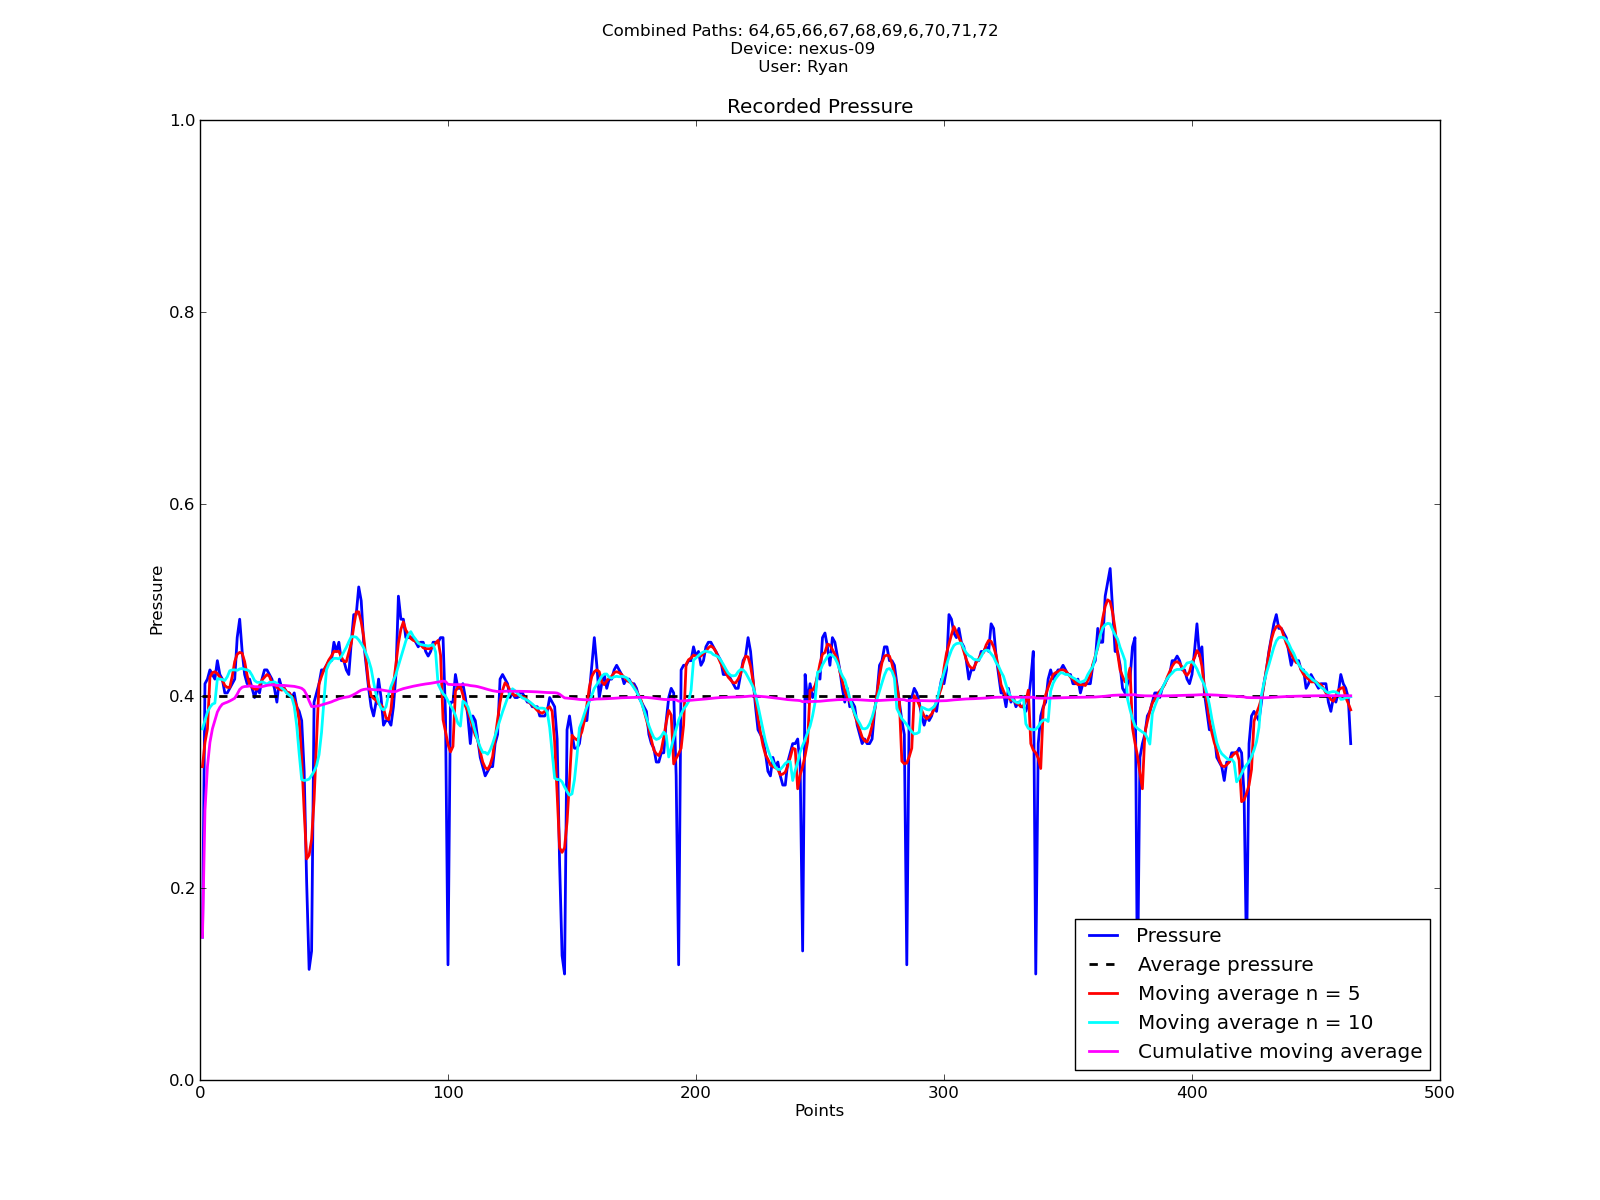 Combined Paths: 64,65,66,67,68,69,6,70,71,72
Device: nexus-09
User: Ryan
Recorded Pressure
1.0
0.8
0.6
0.4
0.2
0.0
Pressure
Pressure
Average pressure
Moving average n = 5
Moving average n = 10
Cumulative moving average
0 100 200 300 400 500
Points